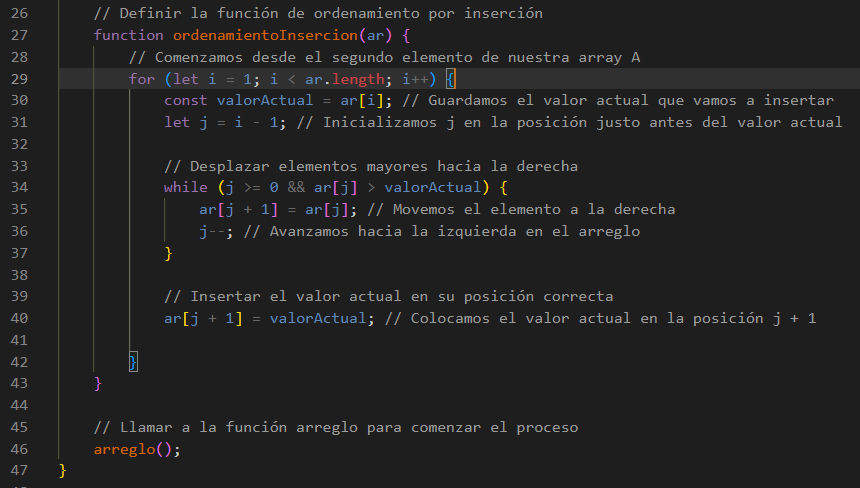 26 // Definir la función de ordenamiento por inserción
27 function ordenamientoInsercion(ar) {
28 // Comenzamos desde el segundo elemento de nuestra array A
29 for (let i = 1; i < ar.length; i++) {
30 const valorActual = ar[i]; // Guardamos el valor actual que vamos a insertar
31 let j = i - 1; // Inicializamos j en la posición justo antes del valor actual
32
33 // Desplazar elementos mayores hacia la derecha
34 while (j >= 0 && ar[j] > valorActual) {
35 ar[j + 1] = ar[j]; // Movemos el elemento a la derecha
36 j--; // Avanzamos hacia la izquierda en el arreglo
37 }
38
39 // Insertar el valor actual en su posición correcta
40 ar[j + 1] = valorActual; // Colocamos el valor actual en la posición j + 1
41
42 }
43 }
44
45 // Llamar a la función arreglo para comenzar el proceso
46 arreglo();
47 }